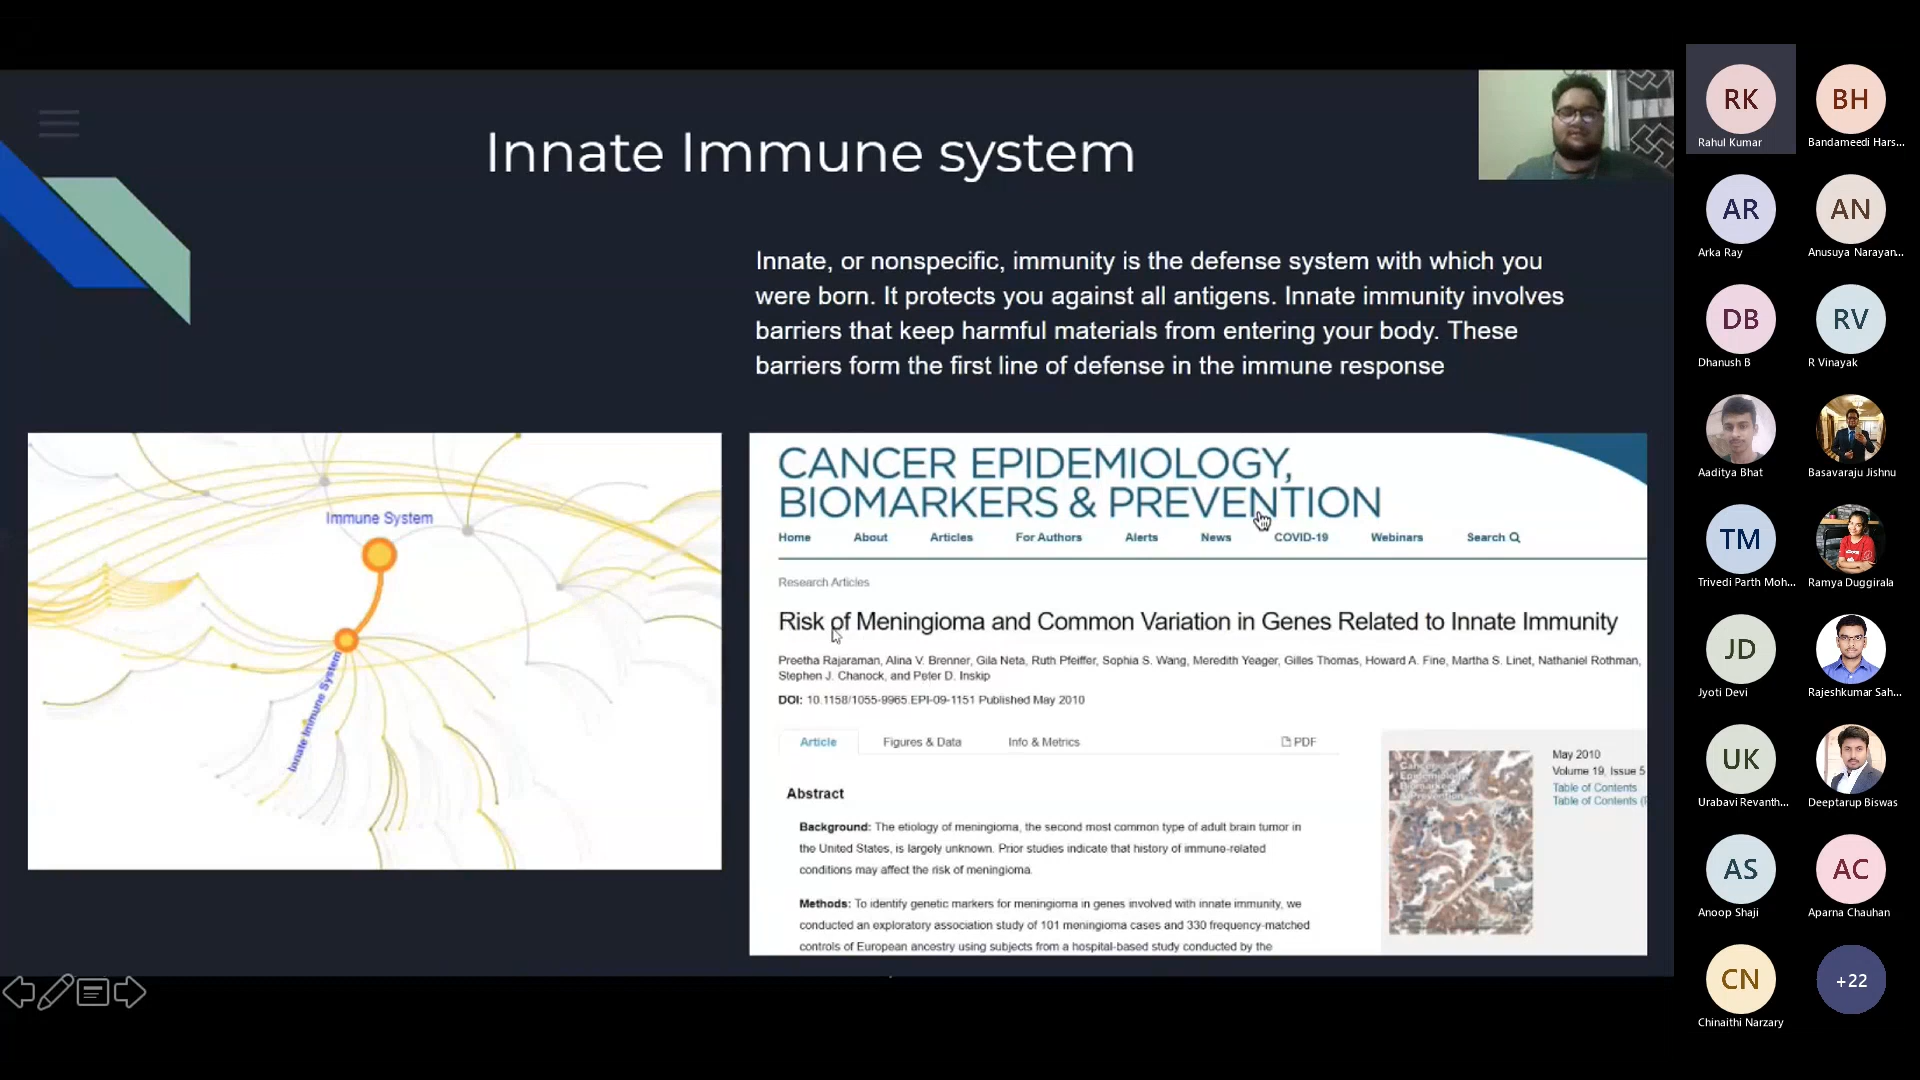 Innate Immune system
Innate, or nonspecific, immunity is the defense system with which you
were born. It protects you against all antigens. Innate immunity involves
barriers that keep harmful materials from entering your body. These
barriers form the first line of defense in the immune response
Immune System
Innate Immune System
CANCER EPIDEMIOLOGY,
BIOMARKERS & PREVENTION
Home About Articles For Authors Alerts News COVID-19 Webinars Search
Research Articles
Risk of Meningioma and Common Variation in Genes Related to Innate Immunity
Preetha Rajaraman, Alina V. Brenner, Gila Neta, Ruth Pfeiffer, Sophia S. Wang, Meredith Yeager, Gilles Thomas, Howard A. Fine, Martha S. Linet, Nathaniel Rothman,
Stephen J. Chanock, and Peter D. Inskip
DOI: 10.1158/1055-9965.EPI-09-1151 Published May 2010
Article Figures & Data Info & Metrics PDF
Abstract
Background: The etiology of meningioma, the second most common type of adult brain tumor in
the United States, is largely unknown. Prior studies indicate that history of immune-related
conditions may affect the risk of meningioma.
Methods: To identify genetic markers for meningioma in genes involved with innate immunity, we
conducted an exploratory association study of 101 meningioma cases and 330 frequency-matched
controls of European ancestry using subjects from a hospital-based study conducted by the
May 2010
Volume 19, Issue 5
Table of Contents
Table of Contents (
RK BH
Rahul Kumar Bandameedi Hars...
AR AN
Arka Ray Anusuya Narayan...
DB RV
Dhanush B R Vinayak
Aaditya Bhat Basavaraju Jishnu
TM
Trivedi Parth Moh... Ramya Duggirala
JD
Jyoti Devi Rajeshkumar Sah...
UK
Urabavi Revanth... Deeptarup Biswas
AS AC
Anoop Shaji Aparna Chauhan
CN +22
Chinaithi Narzary